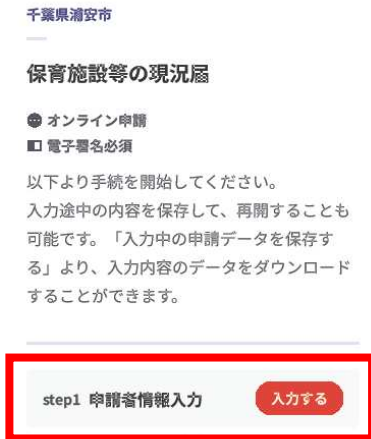 千葉県浦安市
保育施設等の現況届
オンライン申請
電子署名必須
以下より手続を開始してください。
入力途中の内容を保存して、再開することも
可能です。「入力中の申請データを保存す
る」より、入力内容のデータをダウンロード
することができます。
step1 申請者情報入力 入力する